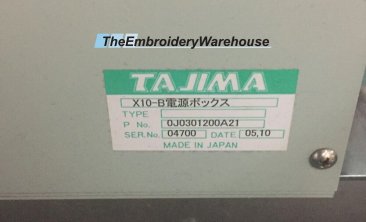 TheEmbroideryWarehouse
TAJIMA
X10-B電源ボックス
TYPE
P No. 0J0301200A21
SER.No. 04700 DATE. 05,10
MADE IN JAPAN